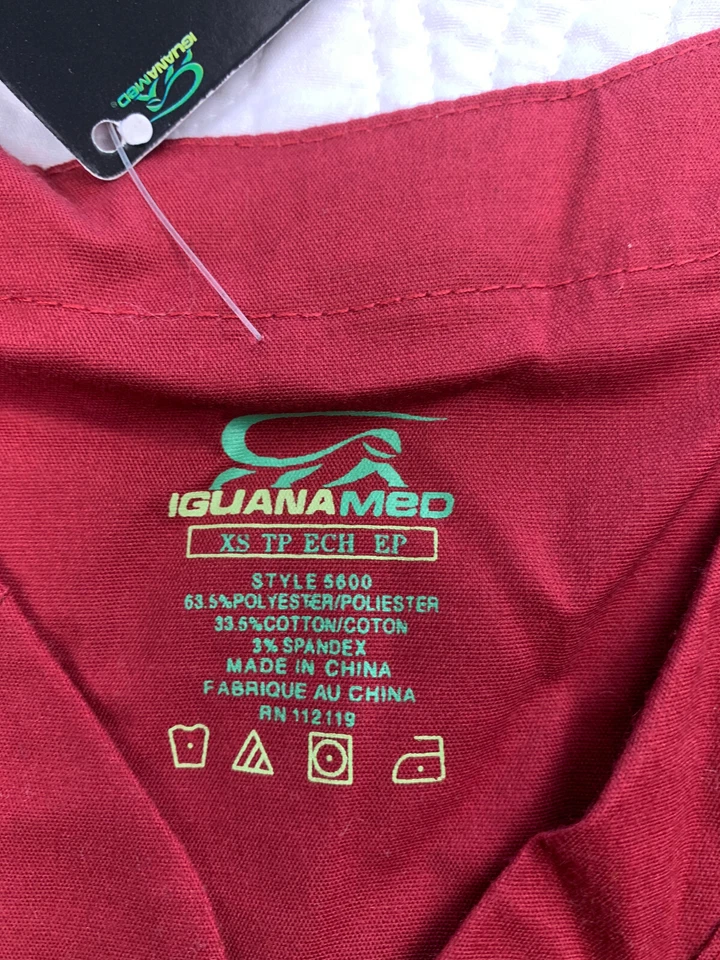 IGUANAMED®
IGUANAMED
XS TP ECH EP
STYLE 5600
63.5%POLYESTER/POLIESTER
33.5%COTTON/COTON
3% SPANDEX
MADE IN CHINA
FABRIQUE AU CHINA
RN 112119